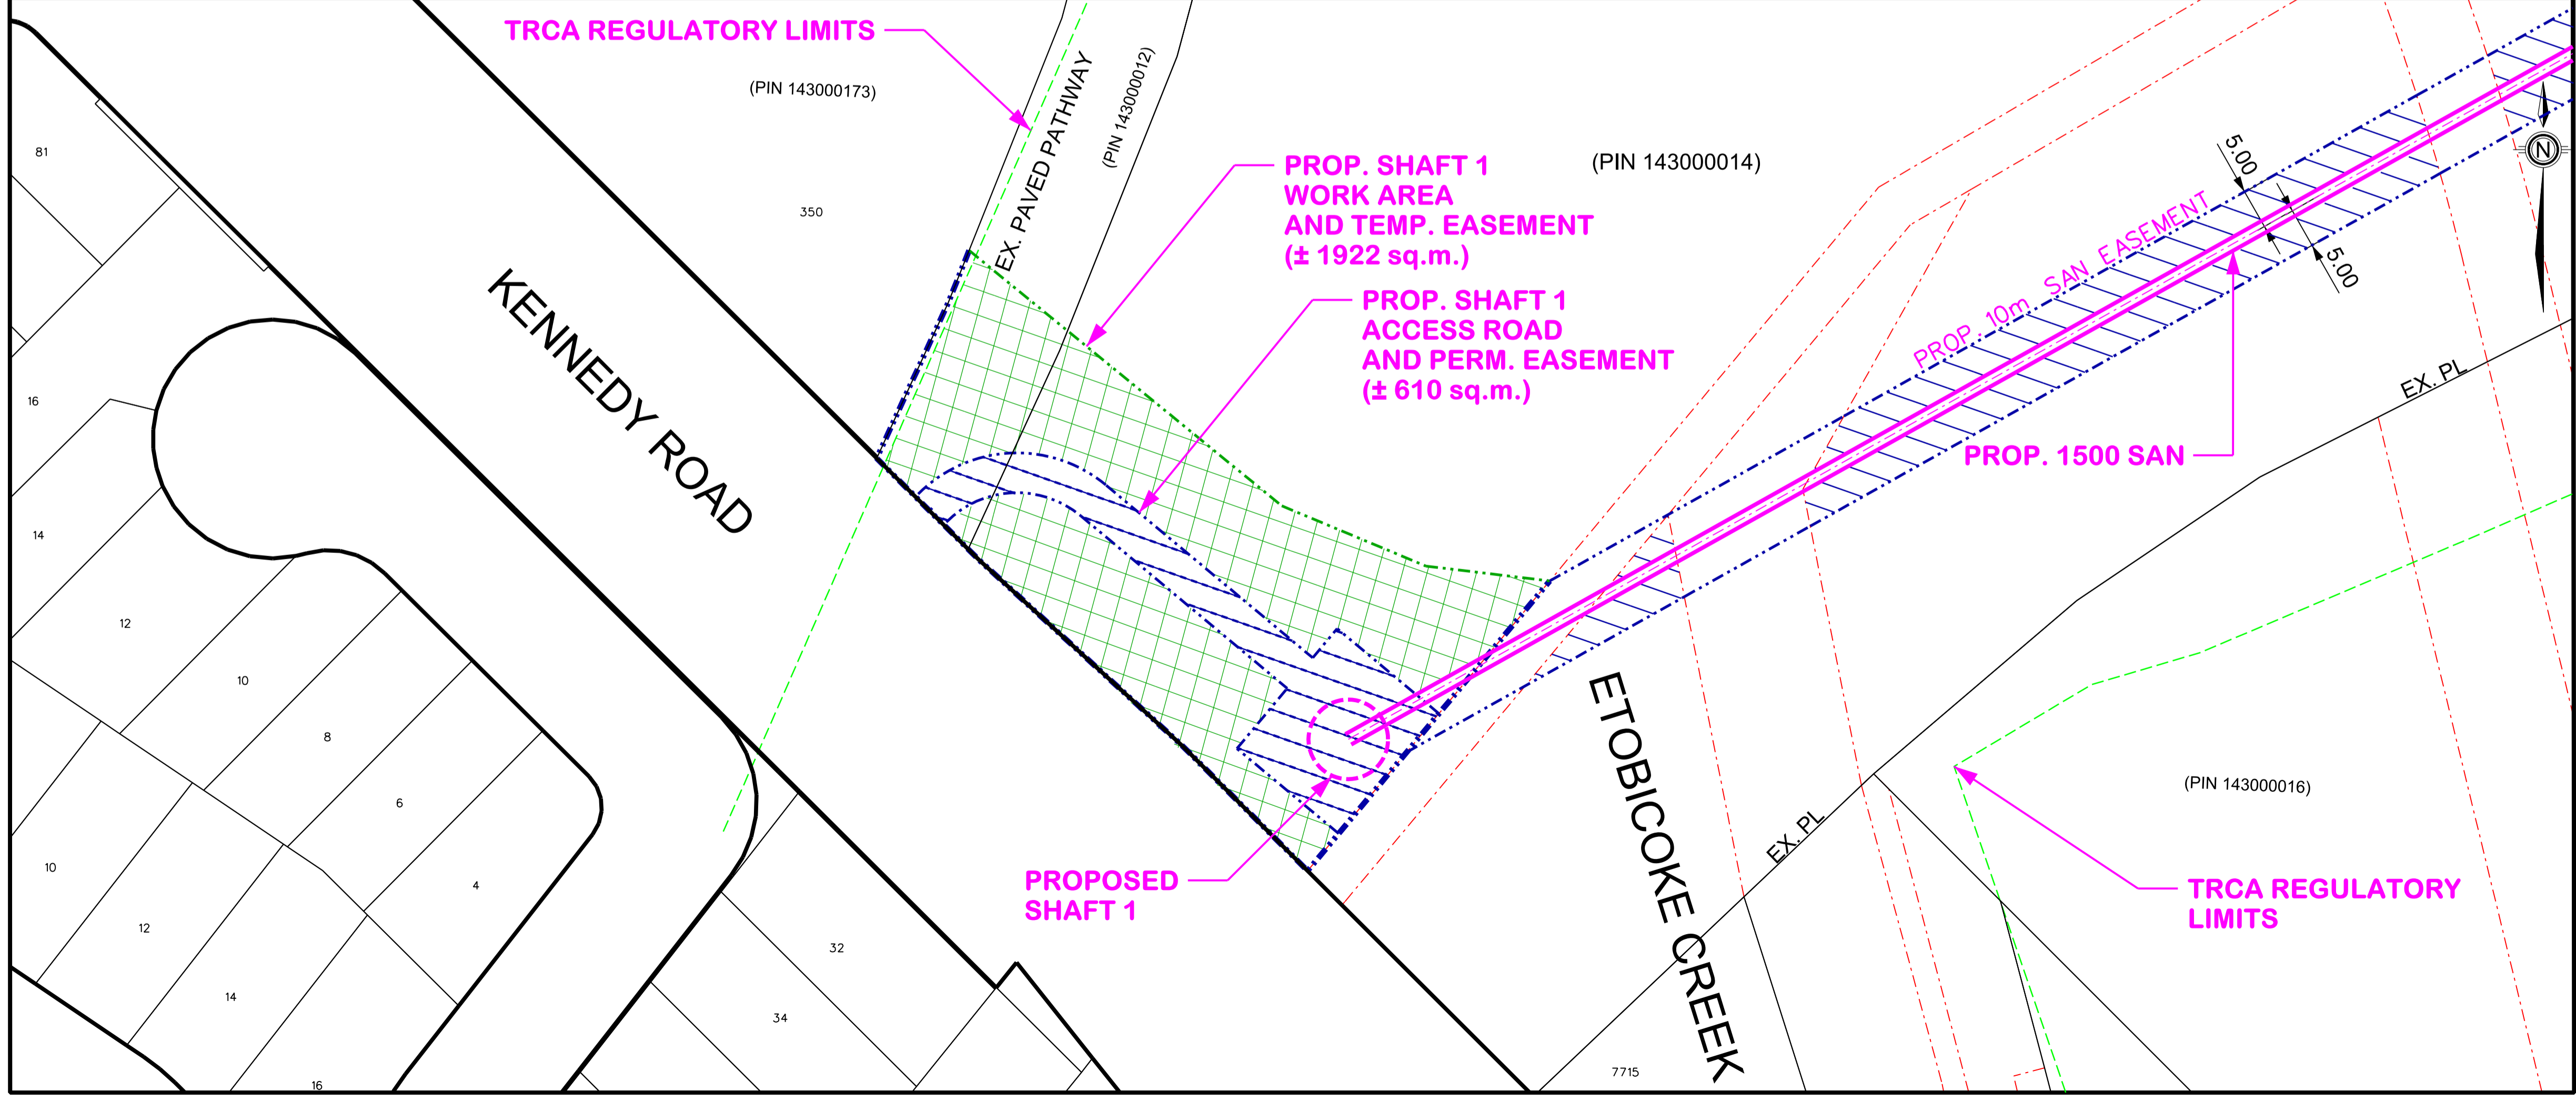 TRCA REGULATORY LIMITS
(PIN 143000173)
EX. PAVED PATHWAY
(PIN 143000012)
PROP. SHAFT 1
WORK AREA
AND TEMP. EASEMENT
(± 1922 sq.m.)
(PIN 143000014)
5.00
5.00
N
81
350
KENNEDY ROAD
PROP. SHAFT 1
ACCESS ROAD
AND PERM. EASEMENT
(± 610 sq.m.)
PROP. 10m SAN EASEMENT
EX. PL
16
PROP. 1500 SAN
14
12
10
8
6
4
10
12
14
16
32
34
PROPOSED
SHAFT 1
ETOBICOKE CREEK
EX. PL
(PIN 143000016)
TRCA REGULATORY
LIMITS
7715